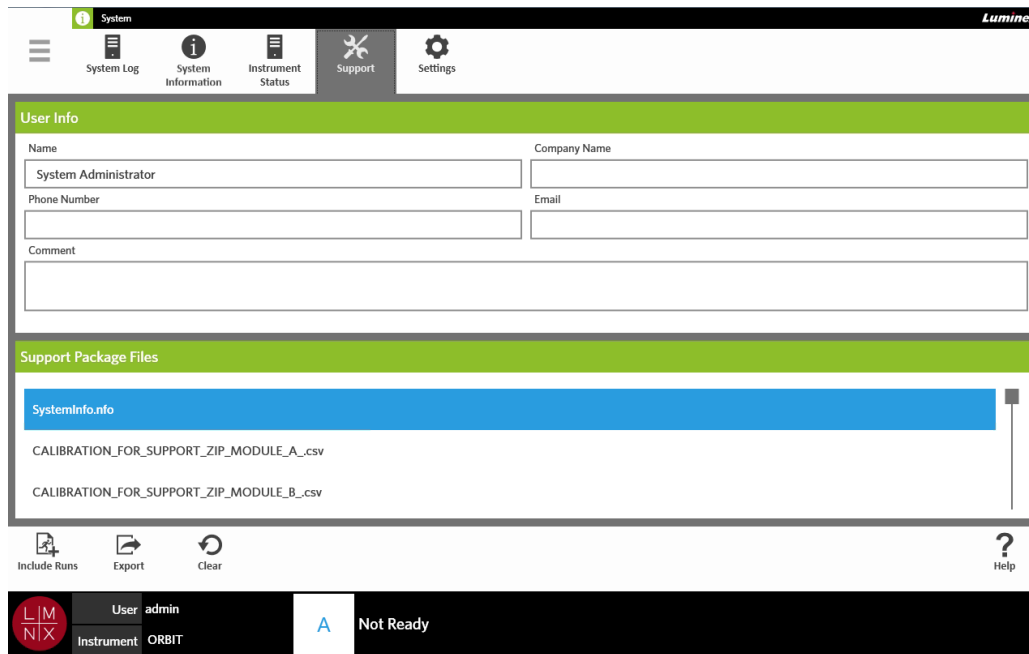 System
Lumine
System Log
System Information
Instrument Status
Support
Settings
User Info
Name
Company Name
System Administrator
Phone Number
Email
Comment
Support Package Files
SystemInfo.nfo
CALIBRATION_FOR_SUPPORT_ZIP_MODULE_A_.csv
CALIBRATION_FOR_SUPPORT_ZIP_MODULE_B_.csv
Include Runs
Export
Clear
Help
LM
NX
User admin
Instrument ORBIT
A
Not Ready